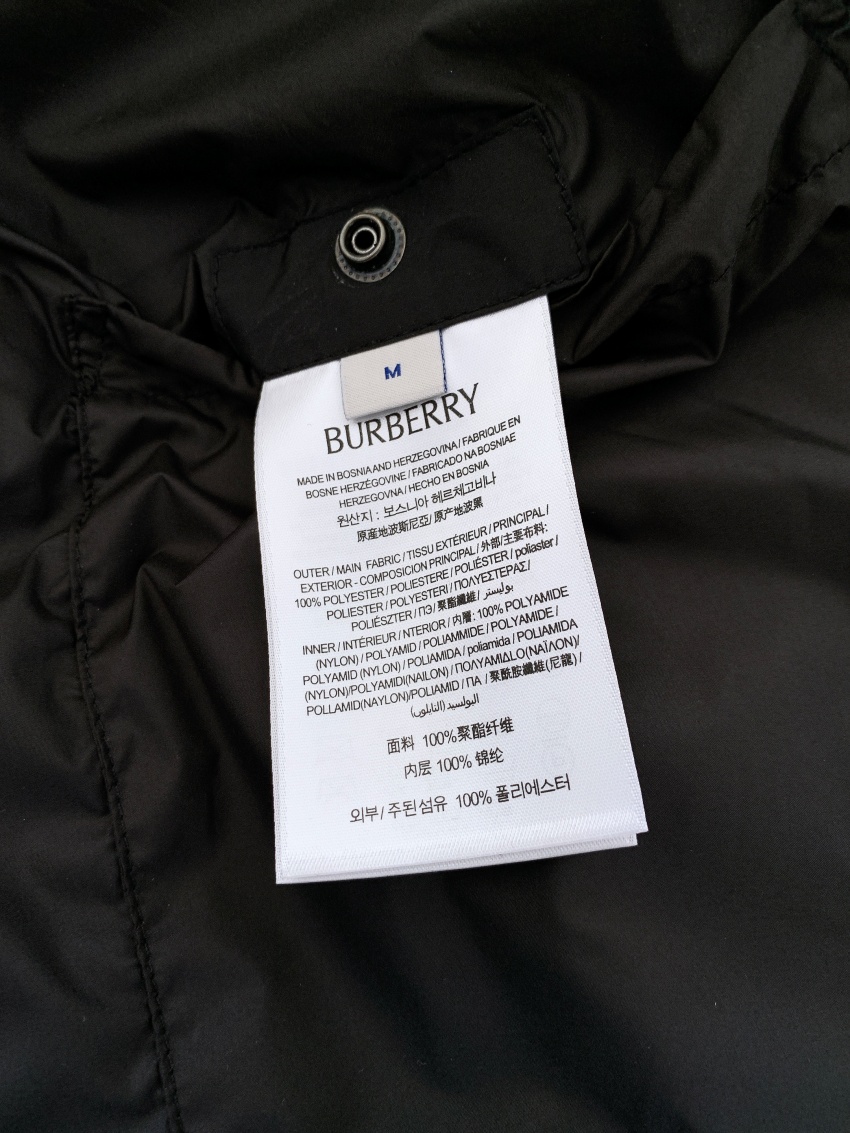 M
BURBERRY
MADE IN BOSNIA AND HERZEGOVINA / FABRIQUE EN
BOSNE HERZÉGOVINE / FABRICADO NA BOSNIAE
HERZEGOVNA / HECHO EN BOSNIA
원산지 : 보스니아 헤르체고비나
原産地波斯尼亞/ 原产地波黑
OUTER / MAIN FABRIC / TISSU EXTÉRIEUR / PRINCIPAL /
EXTERIOR - COMPOSICION PRINCIPAL / 外部/主要布料:
100% POLYESTER / POLIESTERE / POLIÉSTER / poliaster /
POLIESTER / POLYESTERI / ΠΟΛΥΕΣΤΕΡΑΣ /
POLIÉSZTER / ПЭ / 聚酯纖維/ بوليستر
INNER / INTÉRIEUR / NTERIOR / 内層: 100% POLYAMIDE
(NYLON) / POLYAMID / POLIAMMIDE / POLYAMIDE /
POLYAMID (NYLON) / POLIAMIDA / poliamida / POLIAMIDA
(NYLON)/POLYAMIDI(NAILON) / ΠΟΛΥΑΜΙΔLO(ΝΑΪΛΟΝ)/
POLLAMID(NAYLON)/POLIAMID / ПА / 聚酰胺纖維(尼龍) /
(النايلون)
面料 100%聚酯纤维
内层 100% 锦纶
외부 / 주된 섬유 100% 폴리에스터